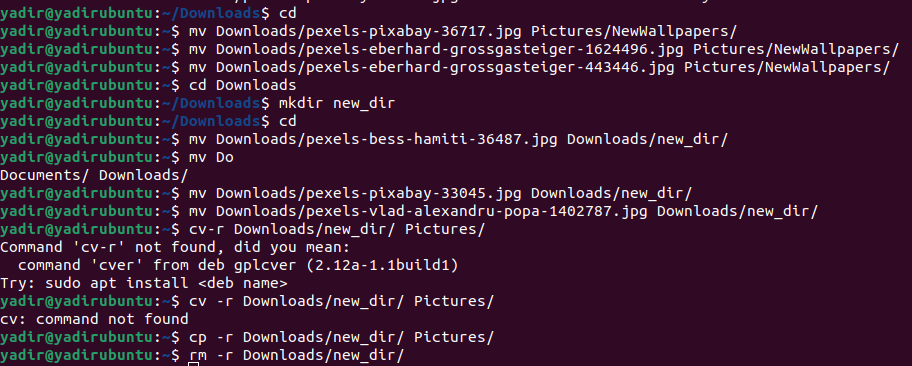 yadir@yadirubuntu:~/Downloads$ cd
yadir@yadirubuntu:~$ mv Downloads/pexels-pixabay-36717.jpg Pictures/NewWallpapers/
yadir@yadirubuntu:~$ mv Downloads/pexels-eberhard-grossgasteiger-1624496.jpg Pictures/NewWallpapers/
yadir@yadirubuntu:~$ mv Downloads/pexels-eberhard-grossgasteiger-443446.jpg Pictures/NewWallpapers/
yadir@yadirubuntu:~$ cd Downloads
yadir@yadirubuntu:~/Downloads$ mkdir new_dir
yadir@yadirubuntu:~/Downloads$ cd
yadir@yadirubuntu:~$ mv Downloads/pexels-bess-hamiti-36487.jpg Downloads/new_dir/
yadir@yadirubuntu:~$ mv Do
Documents/ Downloads/
yadir@yadirubuntu:~$ mv Downloads/pexels-pixabay-33045.jpg Downloads/new_dir/
yadir@yadirubuntu:~$ mv Downloads/pexels-vlad-alexandru-popa-1402787.jpg Downloads/new_dir/
yadir@yadirubuntu:~$ cv-r Downloads/new_dir/ Pictures/
Command 'cv-r' not found, did you mean:
  command 'cver' from deb gplcver (2.12a-1.1build1)
Try: sudo apt install <deb name>
yadir@yadirubuntu:~$ cv -r Downloads/new_dir/ Pictures/
cv: command not found
yadir@yadirubuntu:~$ cp -r Downloads/new_dir/ Pictures/
yadir@yadirubuntu:~$ rm -r Downloads/new_dir/